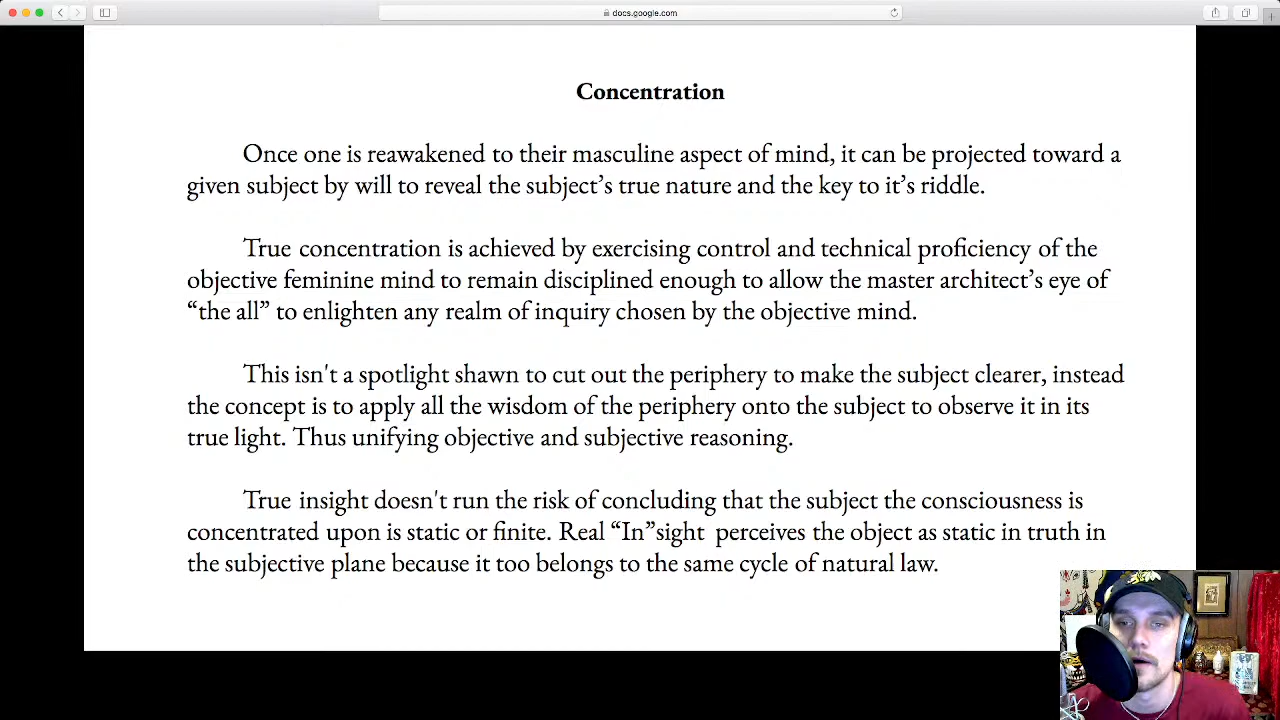 docs.google.com
Concentration
Once one is reawakened to their masculine aspect of mind, it can be projected toward a
given subject by will to reveal the subject’s true nature and the key to it’s riddle.
True concentration is achieved by exercising control and technical proficiency of the
objective feminine mind to remain disciplined enough to allow the master architect’s eye of
“the all” to enlighten any realm of inquiry chosen by the objective mind.
This isn't a spotlight shawn to cut out the periphery to make the subject clearer, instead
the concept is to apply all the wisdom of the periphery onto the subject to observe it in its
true light. Thus unifying objective and subjective reasoning.
True insight doesn't run the risk of concluding that the subject the consciousness is
concentrated upon is static or finite. Real “In”sight perceives the object as static in truth in
the subjective plane because it too belongs to the same cycle of natural law.